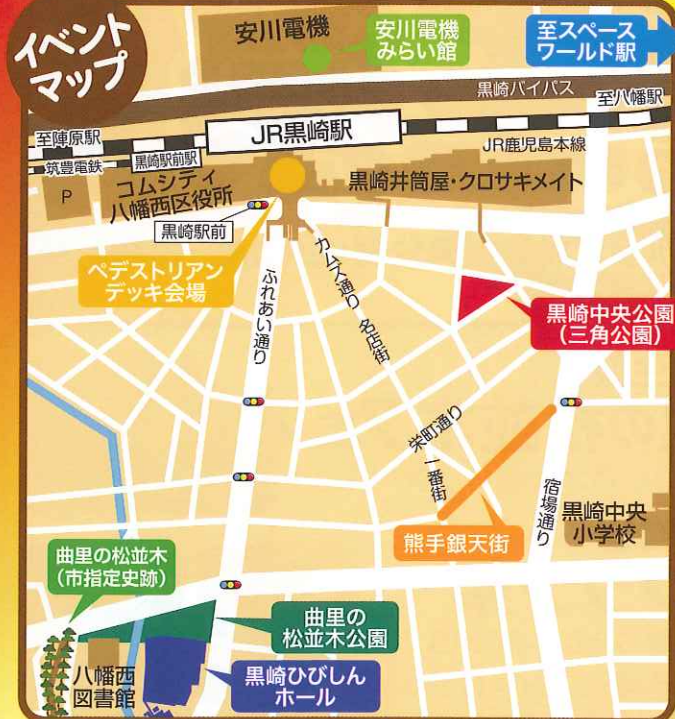 イベント
マップ
安川電機
安川電機
みらい館
至スペース
ワールド駅
黒崎バイパス
至八幡駅
至陣原駅
JR黒崎駅
JR鹿児島本線
筑豊電鉄
黒崎駅前駅
P
コムシティ
八幡西区役所
黒崎井筒屋・クロサキメイト
黒崎駅前
ペデストリアン
デッキ会場
ふれあい通り
カムズ通り 名店街
黒崎中央公園
(三角公園)
栄町通り
一番街
熊手銀天街
宿場通り
黒崎中央
小学校
曲里の松並木
(市指定史跡)
曲里の
松並木公園
八幡西
図書館
黒崎ひびしん
ホール